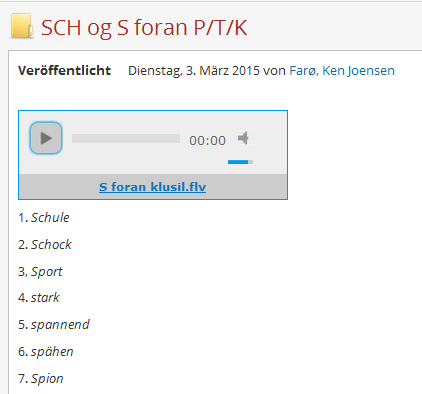 SCH og S foran P/T/K
Veröffentlicht Dienstag, 3. März 2015 von Farø, Ken Joensen
00:00
S foran klusil.flv
1. Schule
2. Schock
3, Sport
4. stark
5. spannend
6. spähen
7. Spion